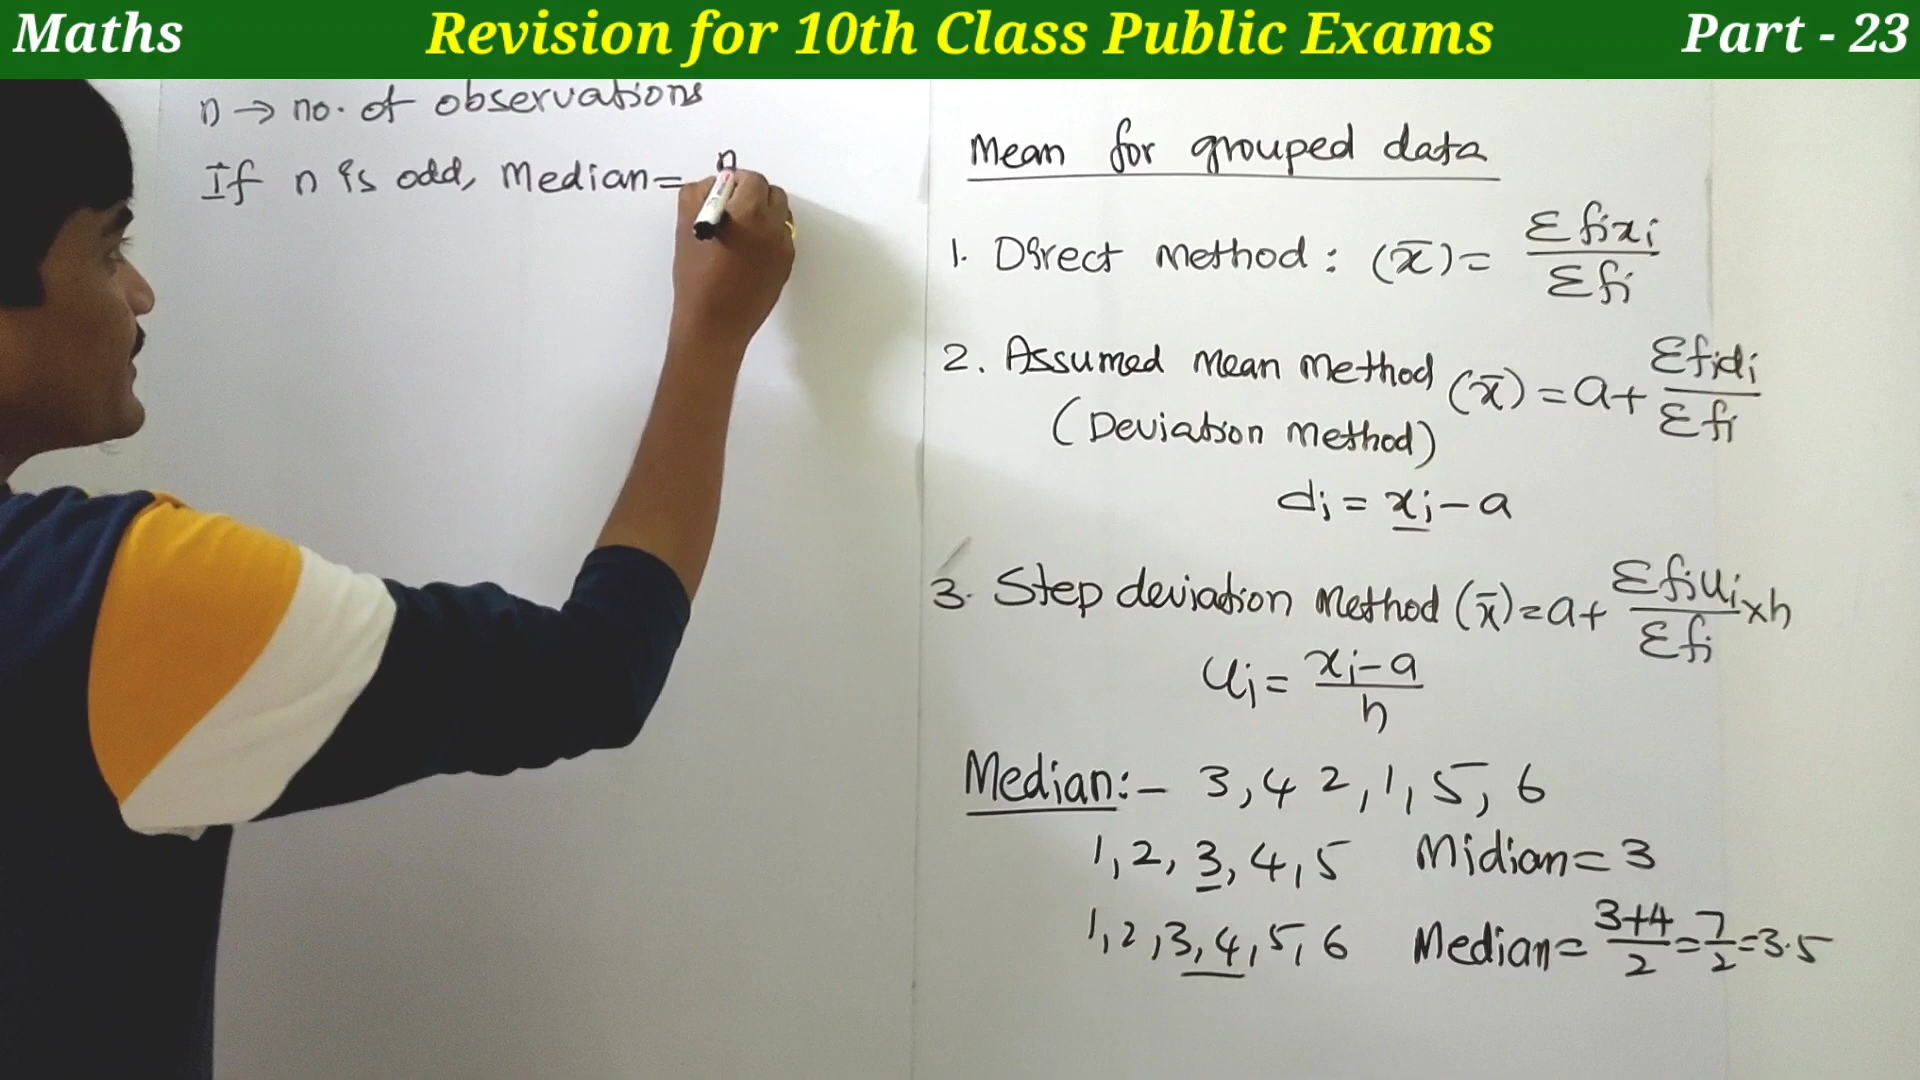 Maths Revision for 10th Class Public Exams Part - 23
n → no. of observations
If n is odd, Median = n
Mean for grouped data
1. Direct Method : (x̄) = Σfixi / Σfi
2. Assumed Mean Method (x̄) = a + Σfidi / Σfi
(Deviation Method)
di = xi - a
3. Step deviation Method (x̄) = a + Σfiui / Σfi × h
ui = xi - a / h
Median :- 3, 4 2, 1, 5, 6
1, 2, 3, 4, 5 Midian = 3
1, 2, 3, 4, 5, 6 Median = 3+4 / 2 = 7 / 2 = 3.5